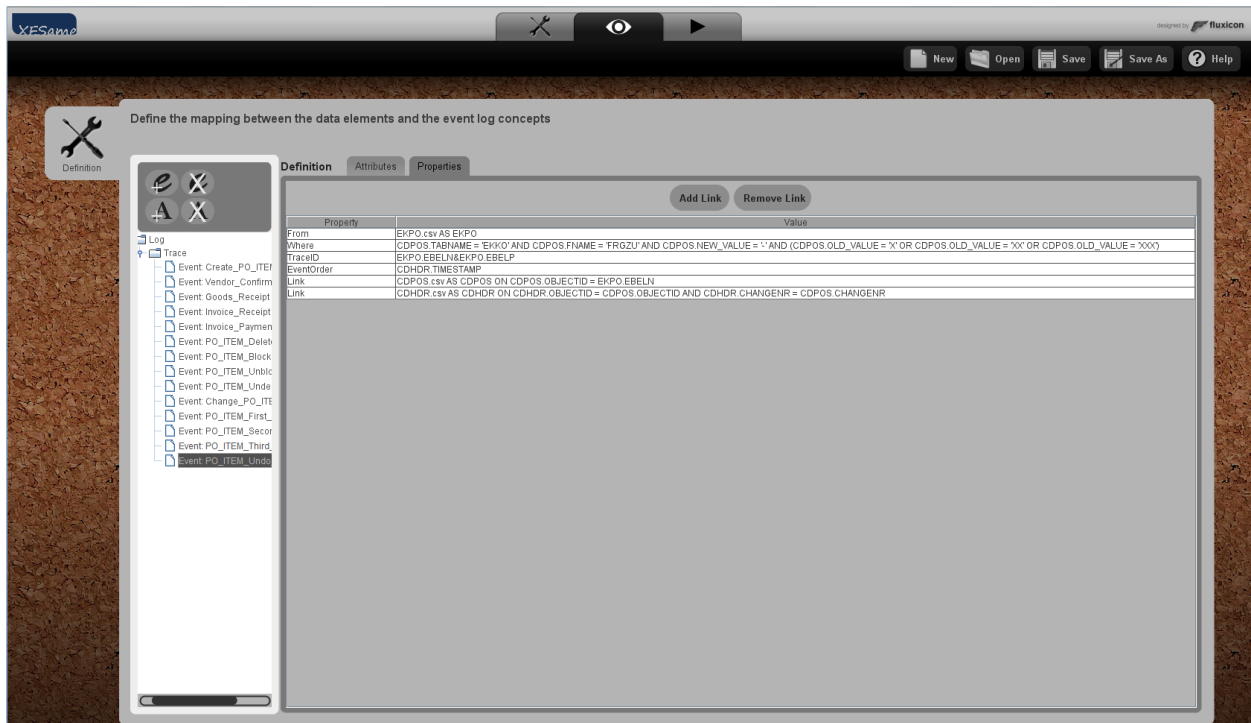 XESame
designed by fluxicon
New Open Save Save As Help
Define the mapping between the data elements and the event log concepts
Definition
Definition Attributes Properties
Add Link Remove Link
Property Value
From EKPO.csv AS EKPO
Where CDPOS.TABNAME = 'EKKO' AND CDPOS.FNAME = 'FRGZU' AND CDPOS.NEW_VALUE = '-' AND (CDPOS.OLD_VALUE = 'X' OR CDPOS.OLD_VALUE = 'XX' OR CDPOS.OLD_VALUE = 'XXX')
TraceID EKPO.EBELN&EKPO.EBELP
EventOrder CDHDR.TIMESTAMP
Link CDPOS.csv AS CDPOS ON CDPOS.OBJECTID = EKPO.EBELN
Link CDHDR.csv AS CDHDR ON CDHDR.OBJECTID = CDPOS.OBJECTID AND CDHDR.CHANGENR = CDPOS.CHANGENR
Log
Trace
Event: Create_PO_ITE
Event: Vendor_Confirm
Event: Goods_Receipt
Event: Invoice_Receipt
Event: Invoice_Paymen
Event: PO_ITEM_Delet
Event: PO_ITEM_Block
Event: PO_ITEM_Unblo
Event: PO_ITEM_Unde
Event: Change_PO_ITE
Event: PO_ITEM_First_
Event: PO_ITEM_Secon
Event: PO_ITEM_Third_
Event: PO_ITEM_Undo